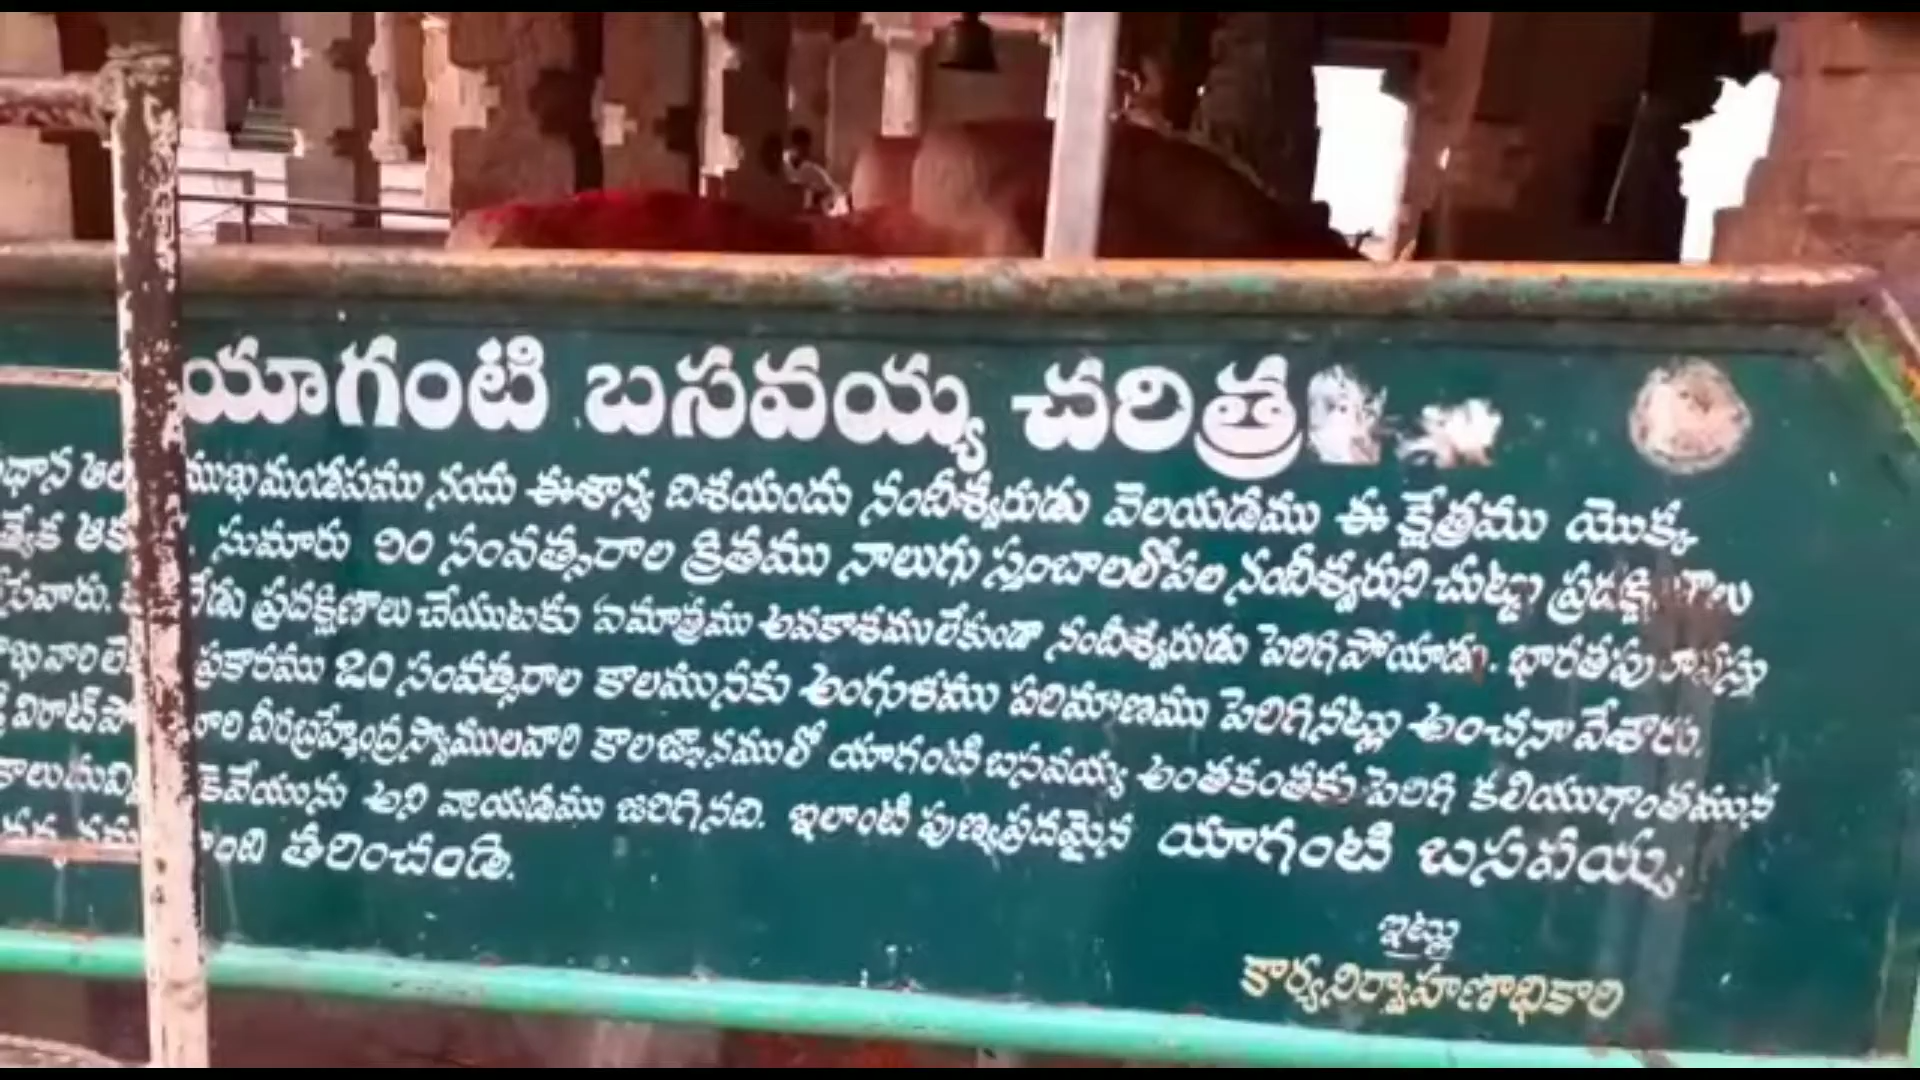 యాగంటి బసవయ్య చరిత్ర
ముఖమండపము నందు ఈశాన్య దిశయందు నందీశ్వరుడు వెలయడము ఈ క్షేత్రము యొక్క
సుమారు 90 సంవత్సరాల క్రితము నాలుగు స్తంబాలలోపల నందీశ్వరుని చుట్టు ప్రదక్షిణాలు
ప్రదక్షిణాలు చేయుటకు ఏమాత్రము అవకాశములేకుండా నందీశ్వరుడు పెరిగిపోయాడు. భారతపురావస్తు
ప్రకారము 20 సంవత్సరాల కాలమునకు అంగుళము పరిమాణము పెరిగినట్లు అంచనా వేశారు.
వీరబ్రహ్మేంద్రస్వాములవారి కాలజ్ఞానములో యాగంటి బసవయ్య అంతకంతకు పెరిగి కలియుగాంతమున
అని వ్రాయడము జరిగినది. ఇలాంటి పుణ్యప్రదమైన యాగంటి బసవయ్య
తరించండి.
ఇట్లు
కార్యనిర్వాహణాధికారి